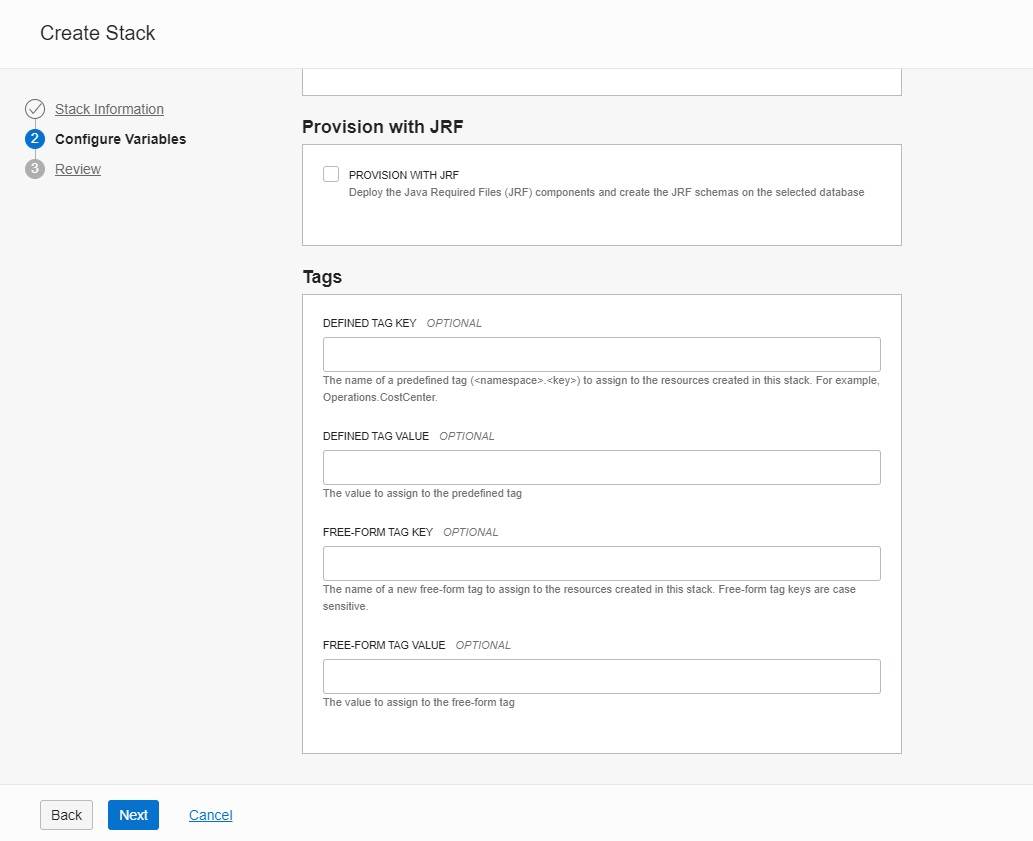 Create Stack
Stack Information
2 Configure Variables
3 Review
Provision with JRF
PROVISION WITH JRF
Deploy the Java Required Files (JRF) components and create the JRF schemas on the selected database
Tags
DEFINED TAG KEY OPTIONAL
The name of a predefined tag (<namespace>.<key>) to assign to the resources created in this stack. For example,
Operations.CostCenter.
DEFINED TAG VALUE OPTIONAL
The value to assign to the predefined tag
FREE-FORM TAG KEY OPTIONAL
The name of a new free-form tag to assign to the resources created in this stack. Free-form tag keys are case
sensitive.
FREE-FORM TAG VALUE OPTIONAL
The value to assign to the free-form tag
Back Next Cancel